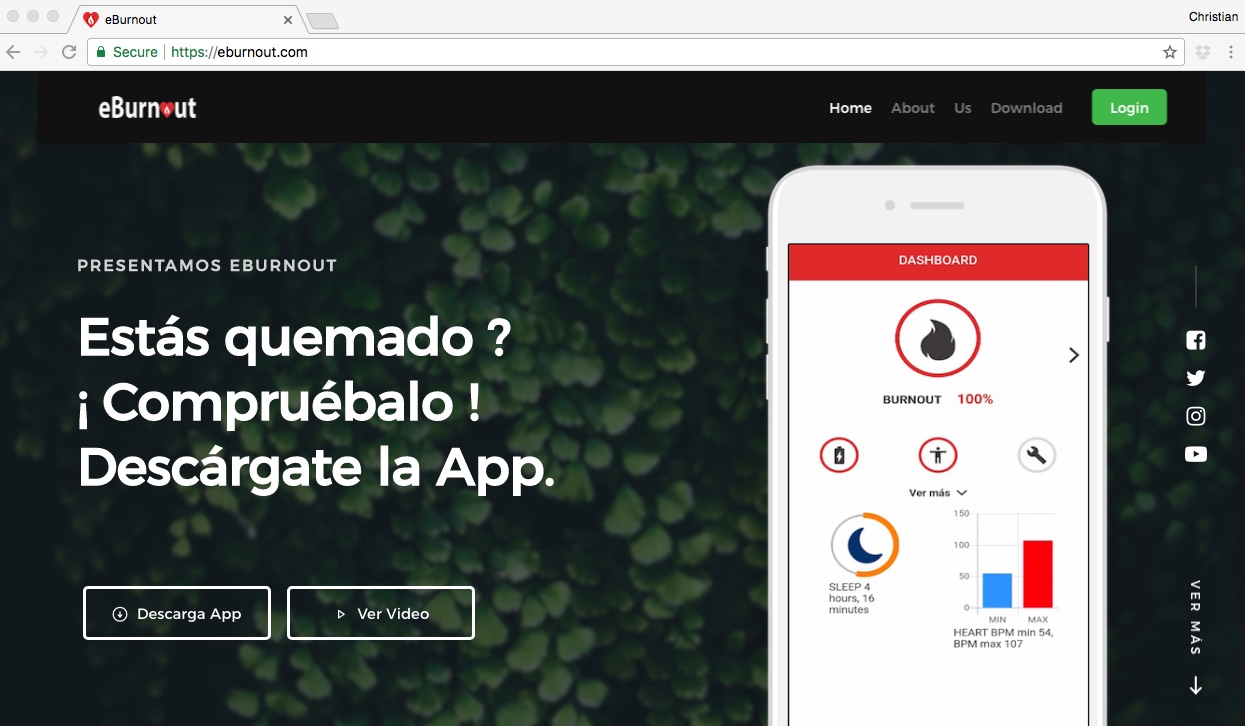 eBurnout
Christian
Secure
https://eburnout.com
eBurnout
Home
About
Us
Download
Login
PRESENTAMOS EBURNOUT
Estás quemado ?
¡ Compruébalo !
Descárgate la App.
Descarga App
Ver Video
DASHBOARD
BURNOUT 100%
Ver más
SLEEP 4
hours, 16
minutes
150
100
50
0
MIN
MAX
HEART BPM min 54,
BPM max 107
VER MÁS